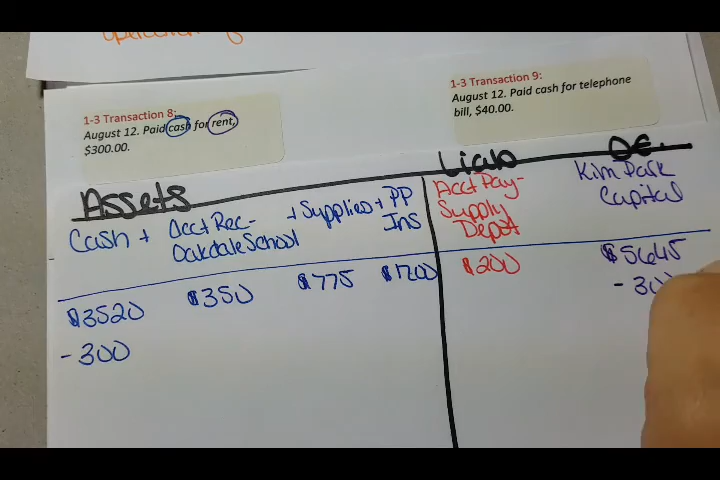 1-3 Transaction 8:
August 12. Paid cash for rent,
$300.00.
1-3 Transaction 9:
August 12. Paid cash for telephone
bill, $40.00.
Assets
Liab
OE.
Cash + Acct Rec- Oakdale School + Supplies + PP Ins
Acct Pay- Supply Depot
Kim Park Capital
$3520 $350 $775 $1200 $200 $5645
- 300 - 300